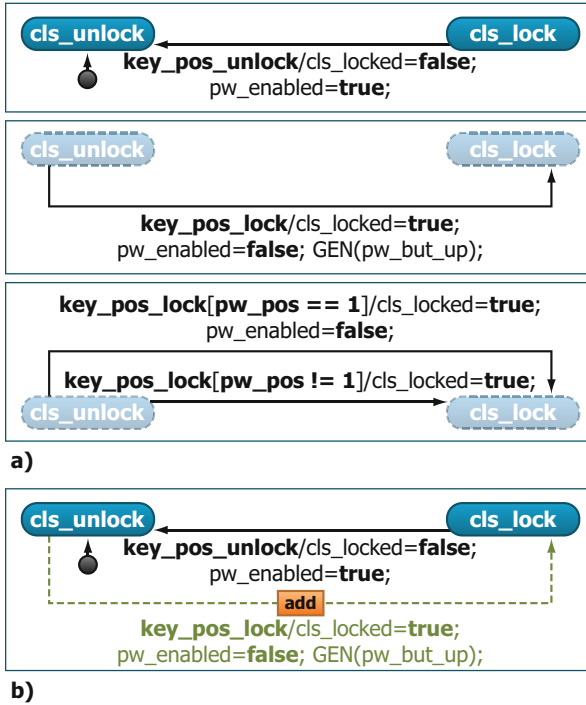 cls_unlock cls_lock
key_pos_unlock/cls_locked=false;
pw_enabled=true;
cls_unlock cls_lock
key_pos_lock/cls_locked=true;
pw_enabled=false; GEN(pw_but_up);
key_pos_lock[pw_pos == 1]/cls_locked=true;
pw_enabled=false;
key_pos_lock[pw_pos != 1]/cls_locked=true;
cls_unlock cls_lock
a)
cls_unlock cls_lock
key_pos_unlock/cls_locked=false;
pw_enabled=true;
add
key_pos_lock/cls_locked=true;
pw_enabled=false; GEN(pw_but_up);
b)